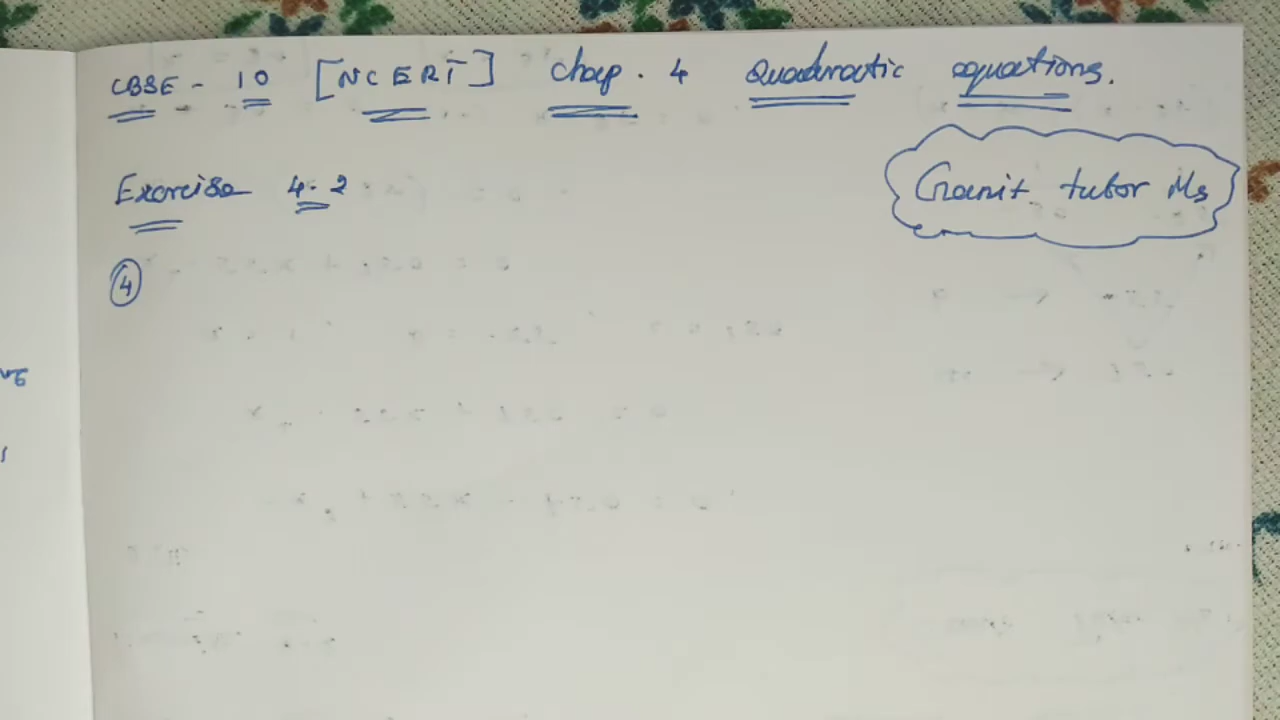 CBSE - 10 [NCERT] Chap. 4 Quadratic equations.
Exercise 4.2
Ganit tutor Ms
4